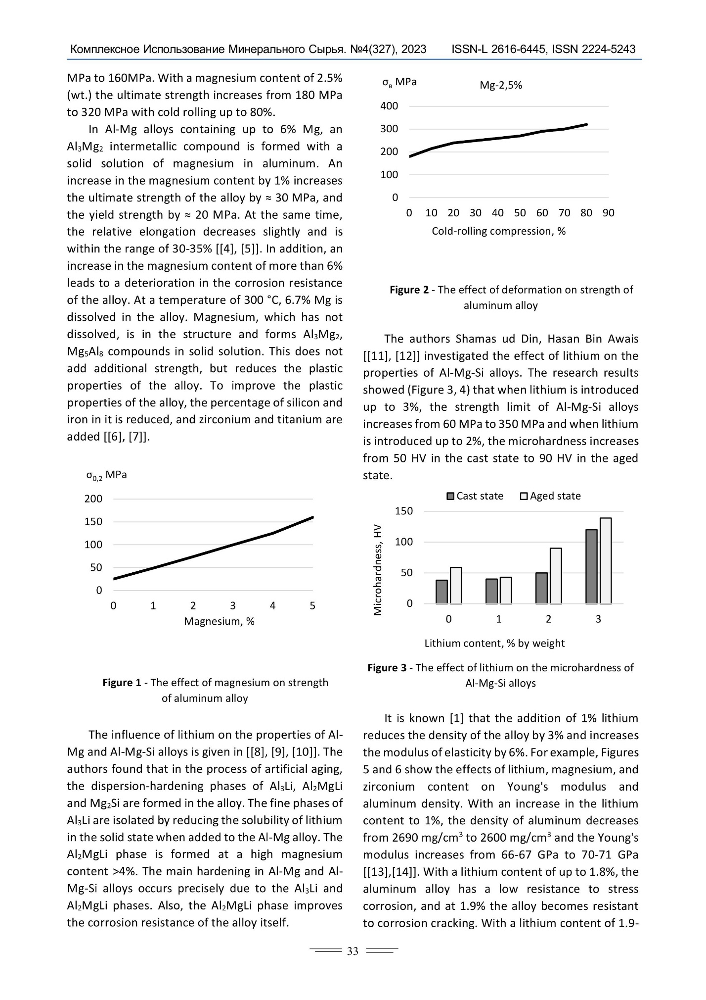 Комплексное Использование Минерального Сырья. №4(327), 2023 ISSN-L 2616-6445, ISSN 2224-5243
MPa to 160MPa. With a magnesium content of 2.5%
(wt.) the ultimate strength increases from 180 MPa
to 320 MPa with cold rolling up to 80%.
In Al-Mg alloys containing up to 6% Mg, an
Al₃Mg₂ intermetallic compound is formed with a
solid solution of magnesium in aluminum. An
increase in the magnesium content by 1% increases
the ultimate strength of the alloy by ≈ 30 MPa, and
the yield strength by ≈ 20 MPa. At the same time,
the relative elongation decreases slightly and is
within the range of 30-35% [[4], [5]]. In addition, an
increase in the magnesium content of more than 6%
leads to a deterioration in the corrosion resistance
of the alloy. At a temperature of 300 °C, 6.7% Mg is
dissolved in the alloy. Magnesium, which has not
dissolved, is in the structure and forms Al₃Mg₂,
Mg₅Al₈ compounds in solid solution. This does not
add additional strength, but reduces the plastic
properties of the alloy. To improve the plastic
properties of the alloy, the percentage of silicon and
iron in it is reduced, and zirconium and titanium are
added [[6], [7]].
σ₀,₂ MPa
200
150
100
50
0
0 1 2 3 4 5
Magnesium, %
Figure 1 - The effect of magnesium on strength
of aluminum alloy
The influence of lithium on the properties of Al-
Mg and Al-Mg-Si alloys is given in [[8], [9], [10]]. The
authors found that in the process of artificial aging,
the dispersion-hardening phases of Al₃Li, Al₂MgLi
and Mg₂Si are formed in the alloy. The fine phases of
Al₃Li are isolated by reducing the solubility of lithium
in the solid state when added to the Al-Mg alloy. The
Al₂MgLi phase is formed at a high magnesium
content >4%. The main hardening in Al-Mg and Al-
Mg-Si alloys occurs precisely due to the Al₃Li and
Al₂MgLi phases. Also, the Al₂MgLi phase improves
the corrosion resistance of the alloy itself.
σв MPa Mg-2,5%
400
300
200
100
0
0 10 20 30 40 50 60 70 80 90
Cold-rolling compression, %
Figure 2 - The effect of deformation on strength of
aluminum alloy
The authors Shamas ud Din, Hasan Bin Awais
[[11], [12]] investigated the effect of lithium on the
properties of Al-Mg-Si alloys. The research results
showed (Figure 3, 4) that when lithium is introduced
up to 3%, the strength limit of Al-Mg-Si alloys
increases from 60 MPa to 350 MPa and when lithium
is introduced up to 2%, the microhardness increases
from 50 HV in the cast state to 90 HV in the aged
state.
Cast state Aged state
Microhardness, HV
150
100
50
0
0 1 2 3
Lithium content, % by weight
Figure 3 - The effect of lithium on the microhardness of
Al-Mg-Si alloys
It is known [1] that the addition of 1% lithium
reduces the density of the alloy by 3% and increases
the modulus of elasticity by 6%. For example, Figures
5 and 6 show the effects of lithium, magnesium, and
zirconium content on Young's modulus and
aluminum density. With an increase in the lithium
content to 1%, the density of aluminum decreases
from 2690 mg/cm³ to 2600 mg/cm³ and the Young's
modulus increases from 66-67 GPa to 70-71 GPa
[[13],[14]]. With a lithium content of up to 1.8%, the
aluminum alloy has a low resistance to stress
corrosion, and at 1.9% the alloy becomes resistant
to corrosion cracking. With a lithium content of 1.9-
33